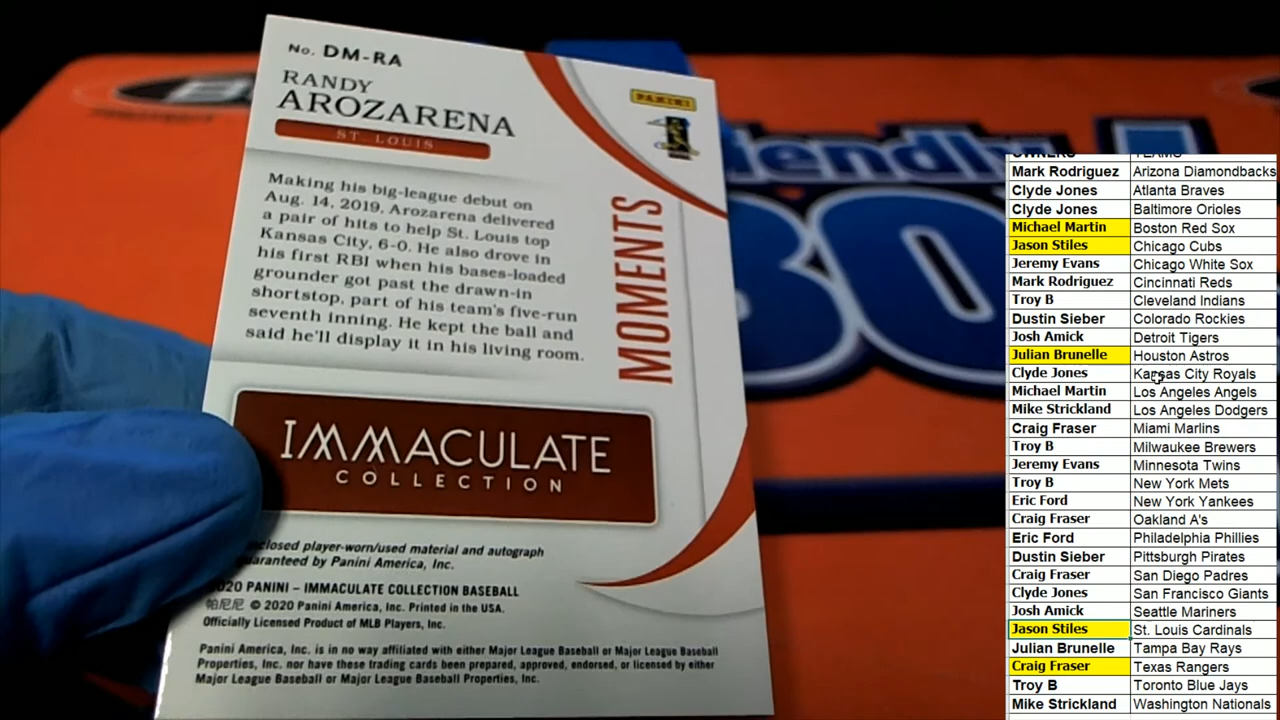 No. DM-RA
RANDY
AROZARENA
ST. LOUIS
PANINI
Making his big-league debut on
Aug. 14, 2019, Arozarena delivered
a pair of hits to help St. Louis top
Kansas City, 6-0. He also drove in
his first RBI when his bases-loaded
grounder got past the drawn-in
shortstop, part of his team's five-run
seventh inning. He kept the ball and
said he'll display it in his living room.
MOMENTS
IMMACULATE
COLLECTION
player-worn/used material and autograph
by Panini America, Inc.
2020 PANINI – IMMACULATE COLLECTION BASEBALL
帕尼尼 © 2020 Panini America, Inc. Printed in the USA.
Officially Licensed Product of MLB Players, Inc.
Panini America, Inc. is in no way affiliated with either Major League Baseball or Major League Baseball
Properties, Inc. nor have these trading cards been prepared, approved, endorsed, or licensed by either
Major League Baseball or Major League Baseball Properties, Inc.
OWNERS TEAMS
Mark Rodriguez Arizona Diamondbacks
Clyde Jones Atlanta Braves
Clyde Jones Baltimore Orioles
Michael Martin Boston Red Sox
Jason Stiles Chicago Cubs
Jeremy Evans Chicago White Sox
Mark Rodriguez Cincinnati Reds
Troy B Cleveland Indians
Dustin Sieber Colorado Rockies
Josh Amick Detroit Tigers
Julian Brunelle Houston Astros
Clyde Jones Kansas City Royals
Michael Martin Los Angeles Angels
Mike Strickland Los Angeles Dodgers
Craig Fraser Miami Marlins
Troy B Milwaukee Brewers
Jeremy Evans Minnesota Twins
Troy B New York Mets
Eric Ford New York Yankees
Craig Fraser Oakland A's
Eric Ford Philadelphia Phillies
Dustin Sieber Pittsburgh Pirates
Craig Fraser San Diego Padres
Clyde Jones San Francisco Giants
Josh Amick Seattle Mariners
Jason Stiles St. Louis Cardinals
Julian Brunelle Tampa Bay Rays
Craig Fraser Texas Rangers
Troy B Toronto Blue Jays
Mike Strickland Washington Nationals